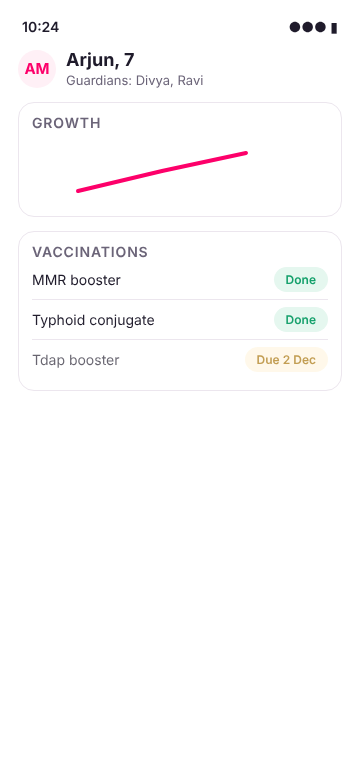 10:24
AM
Arjun, 7
Guardians: Divya, Ravi
GROWTH
VACCINATIONS
MMR booster
Done
Typhoid conjugate
Done
Tdap booster
Due 2 Dec